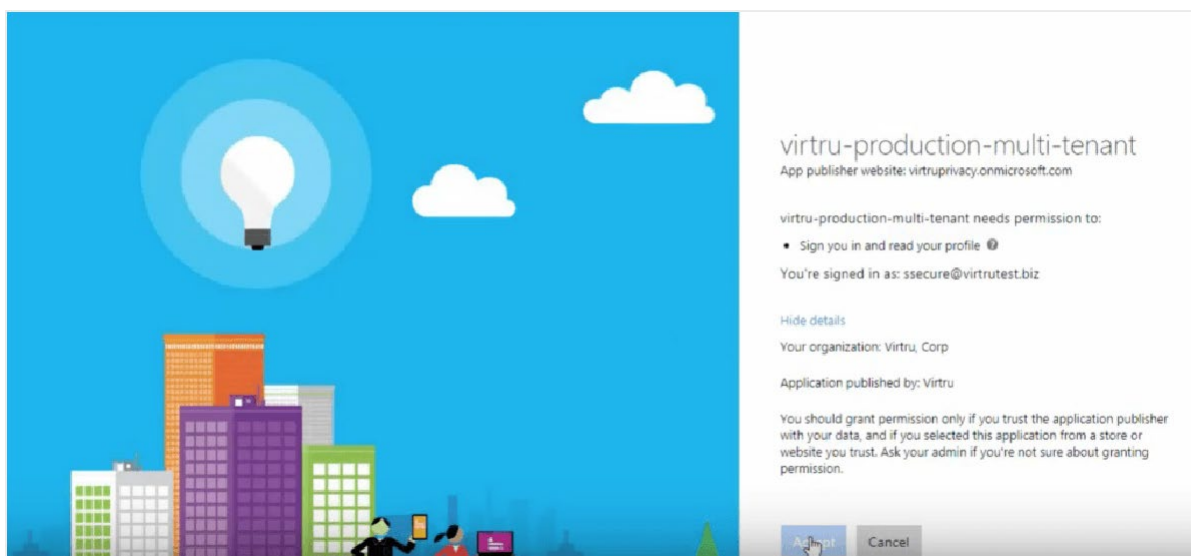 virtru-production-multi-tenant
App publisher website: virtruprivacy.onmicrosoft.com
virtru-production-multi-tenant needs permission to:
Sign you in and read your profile
You're signed in as: ssecure@virtrutest.biz
Hide details
Your organization: Virtru, Corp
Application published by: Virtru
You should grant permission only if you trust the application publisher
with your data, and if you selected this application from a store or
website you trust. Ask your admin if you're not sure about granting
permission.
Accept Cancel